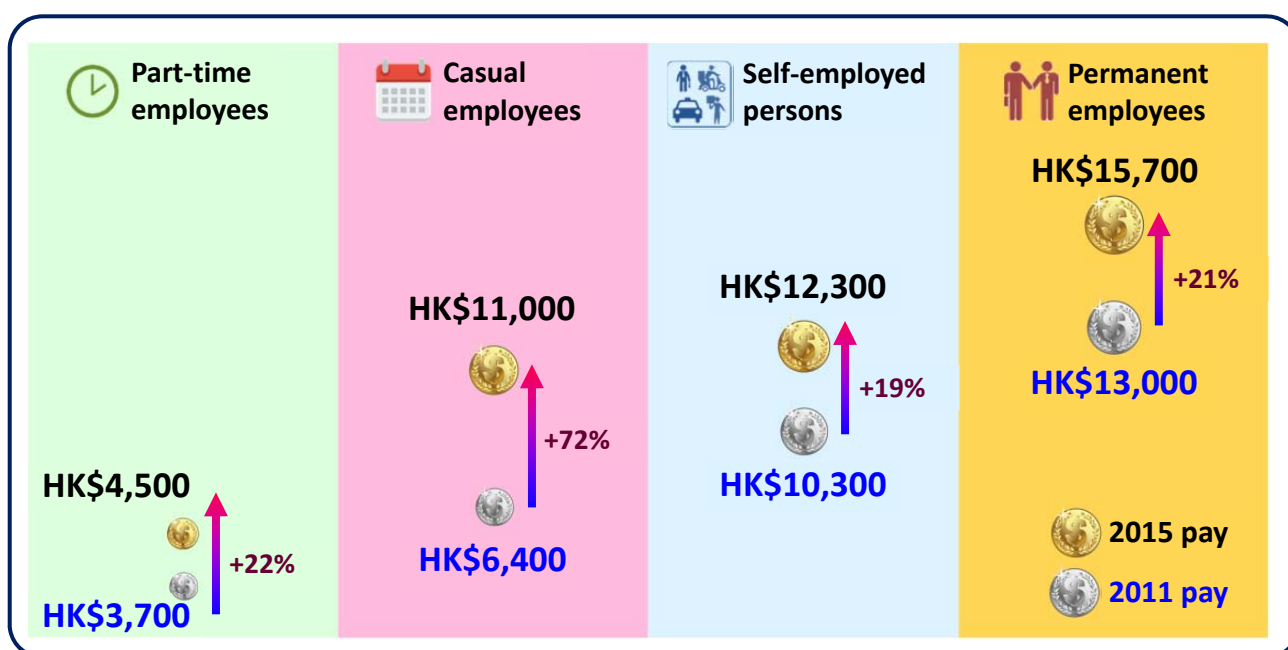 Part-time
employees
HK$4,500
+22%
HK$3,700
Casual
employees
HK$11,000
+72%
HK$6,400
Self-employed
persons
HK$12,300
+19%
HK$10,300
Permanent
employees
HK$15,700
+21%
HK$13,000
2015 pay
2011 pay